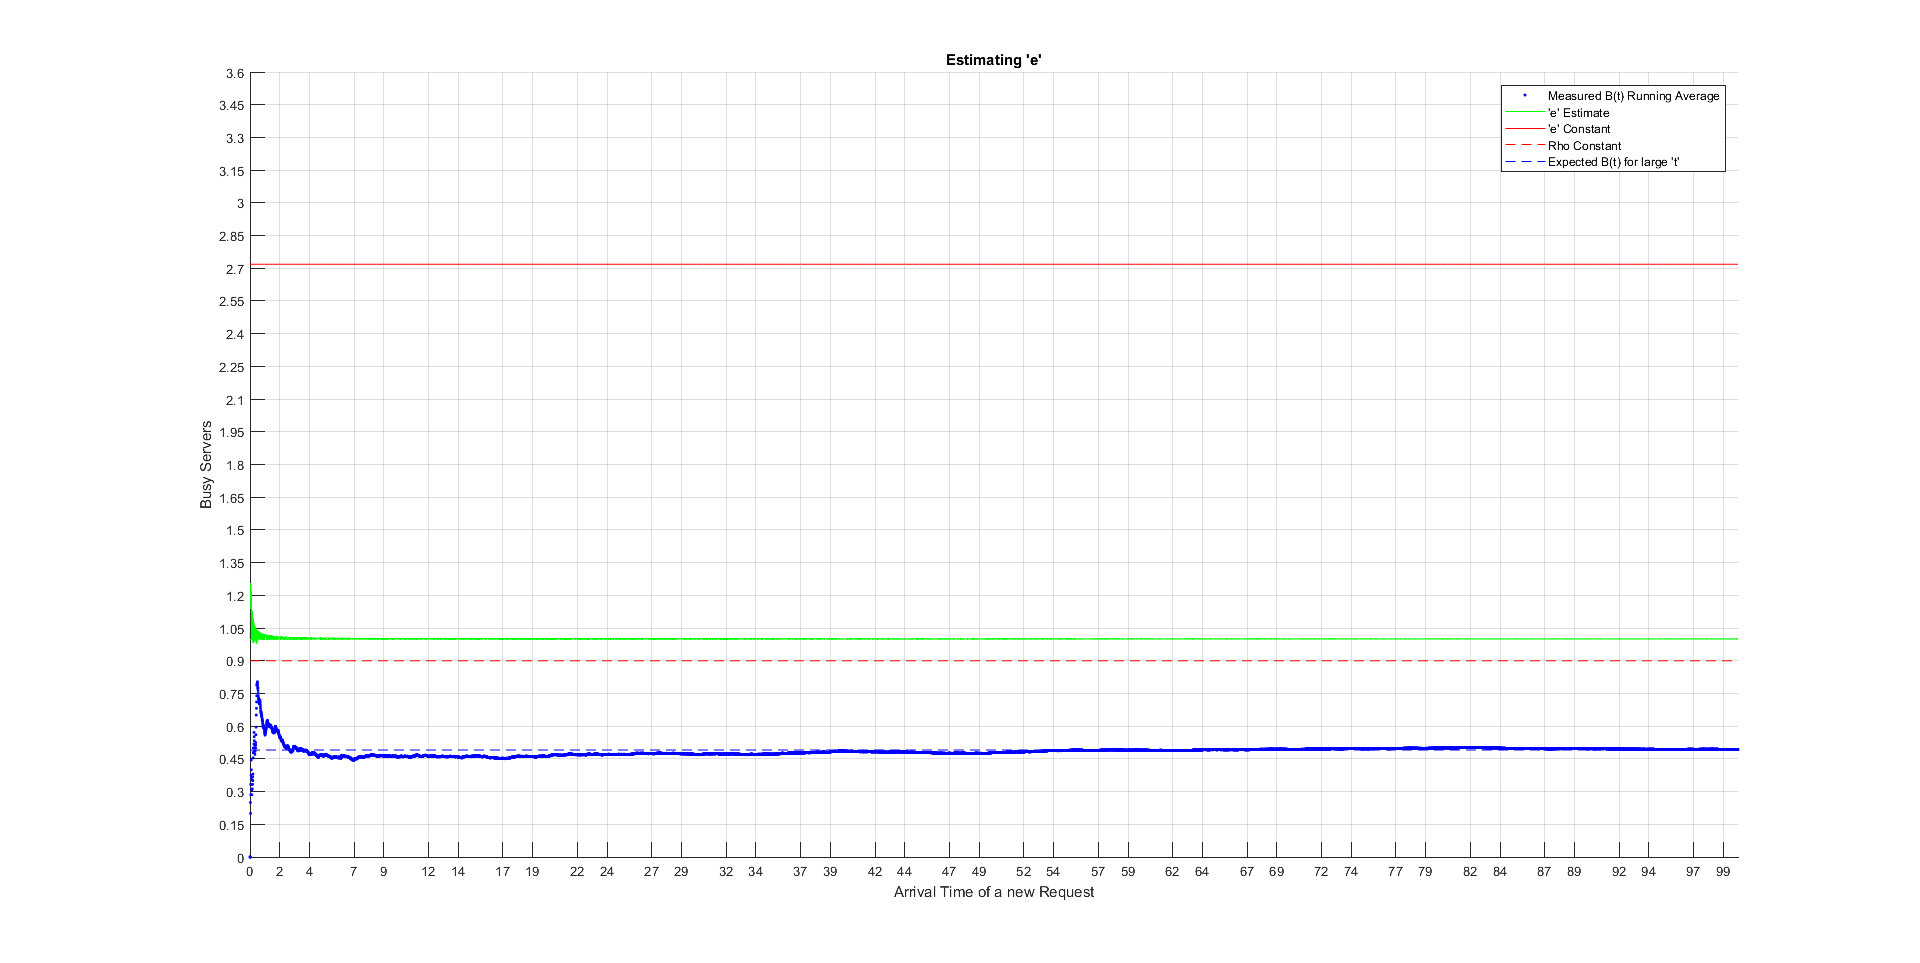 Estimating 'e'
Measured B(t) Running Average
'e' Estimate
'e' Constant
Rho Constant
Expected B(t) for large 't'
3.6
3.45
3.3
3.15
3
2.85
2.7
2.55
2.4
2.25
2.1
1.95
1.8
1.65
1.5
1.35
1.2
1.05
0.9
0.75
0.6
0.45
0.3
0.15
0
Busy Servers
0 2 4 7 9 12 14 17 19 22 24 27 29 32 34 37 39 42 44 47 49 52 54 57 59 62 64 67 69 72 74 77 79 82 84 87 89 92 94 97 99
Arrival Time of a new Request